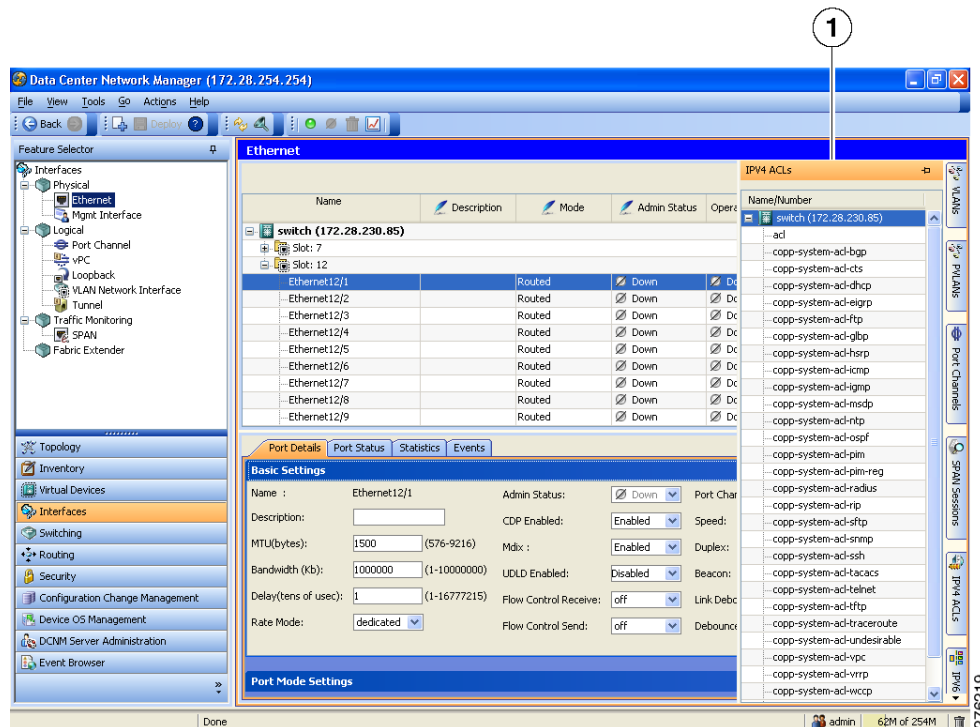 1
Data Center Network Manager (172.28.254.254)
File View Tools Go Actions Help
Back Deploy
Feature Selector
Interfaces
Physical
Ethernet
Mgmt Interface
Logical
Port Channel
vPC
Loopback
VLAN Network Interface
Tunnel
Traffic Monitoring
SPAN
Fabric Extender
Topology
Inventory
Virtual Devices
Interfaces
Switching
Routing
Security
Configuration Change Management
Device OS Management
DCNM Server Administration
Event Browser
Ethernet
Name Description Mode Admin Status Opera
switch (172.28.230.85)
Slot: 7
Slot: 12
Ethernet12/1 Routed Down Do
Ethernet12/2 Routed Down Dc
Ethernet12/3 Routed Down Dc
Ethernet12/4 Routed Down Dc
Ethernet12/5 Routed Down Dc
Ethernet12/6 Routed Down Dc
Ethernet12/7 Routed Down Dc
Ethernet12/8 Routed Down Dc
Ethernet12/9 Routed Down Dc
Port Details Port Status Statistics Events
Basic Settings
Name : Ethernet12/1 Admin Status: Down Port Char
Description: CDP Enabled: Enabled Speed:
MTU(bytes): 1500 (576-9216) Mdix : Enabled Duplex:
Bandwidth (Kb): 1000000 (1-10000000) UDLD Enabled: Disabled Beacon:
Delay(tens of usec): 1 (1-16777215) Flow Control Receive: off Link Debo
Rate Mode: dedicated Flow Control Send: off Debounce
Port Mode Settings
IPV4 ACLs
Name/Number
switch (172.28.230.85)
acl
copp-system-acl-bgp
copp-system-acl-cts
copp-system-acl-dhcp
copp-system-acl-eigrp
copp-system-acl-ftp
copp-system-acl-glbp
copp-system-acl-hsrp
copp-system-acl-icmp
copp-system-acl-igmp
copp-system-acl-msdp
copp-system-acl-ntp
copp-system-acl-ospf
copp-system-acl-pim
copp-system-acl-pim-reg
copp-system-acl-radius
copp-system-acl-rip
copp-system-acl-sftp
copp-system-acl-snmp
copp-system-acl-ssh
copp-system-acl-tacacs
copp-system-acl-telnet
copp-system-acl-tftp
copp-system-acl-traceroute
copp-system-acl-undesirable
copp-system-acl-vpc
copp-system-acl-vrrp
copp-system-acl-wccp
VLANs
PVLANs
Port Channels
SPAN Sessions
IPV4 ACLs
IPV6
Done admin 62M of 254M